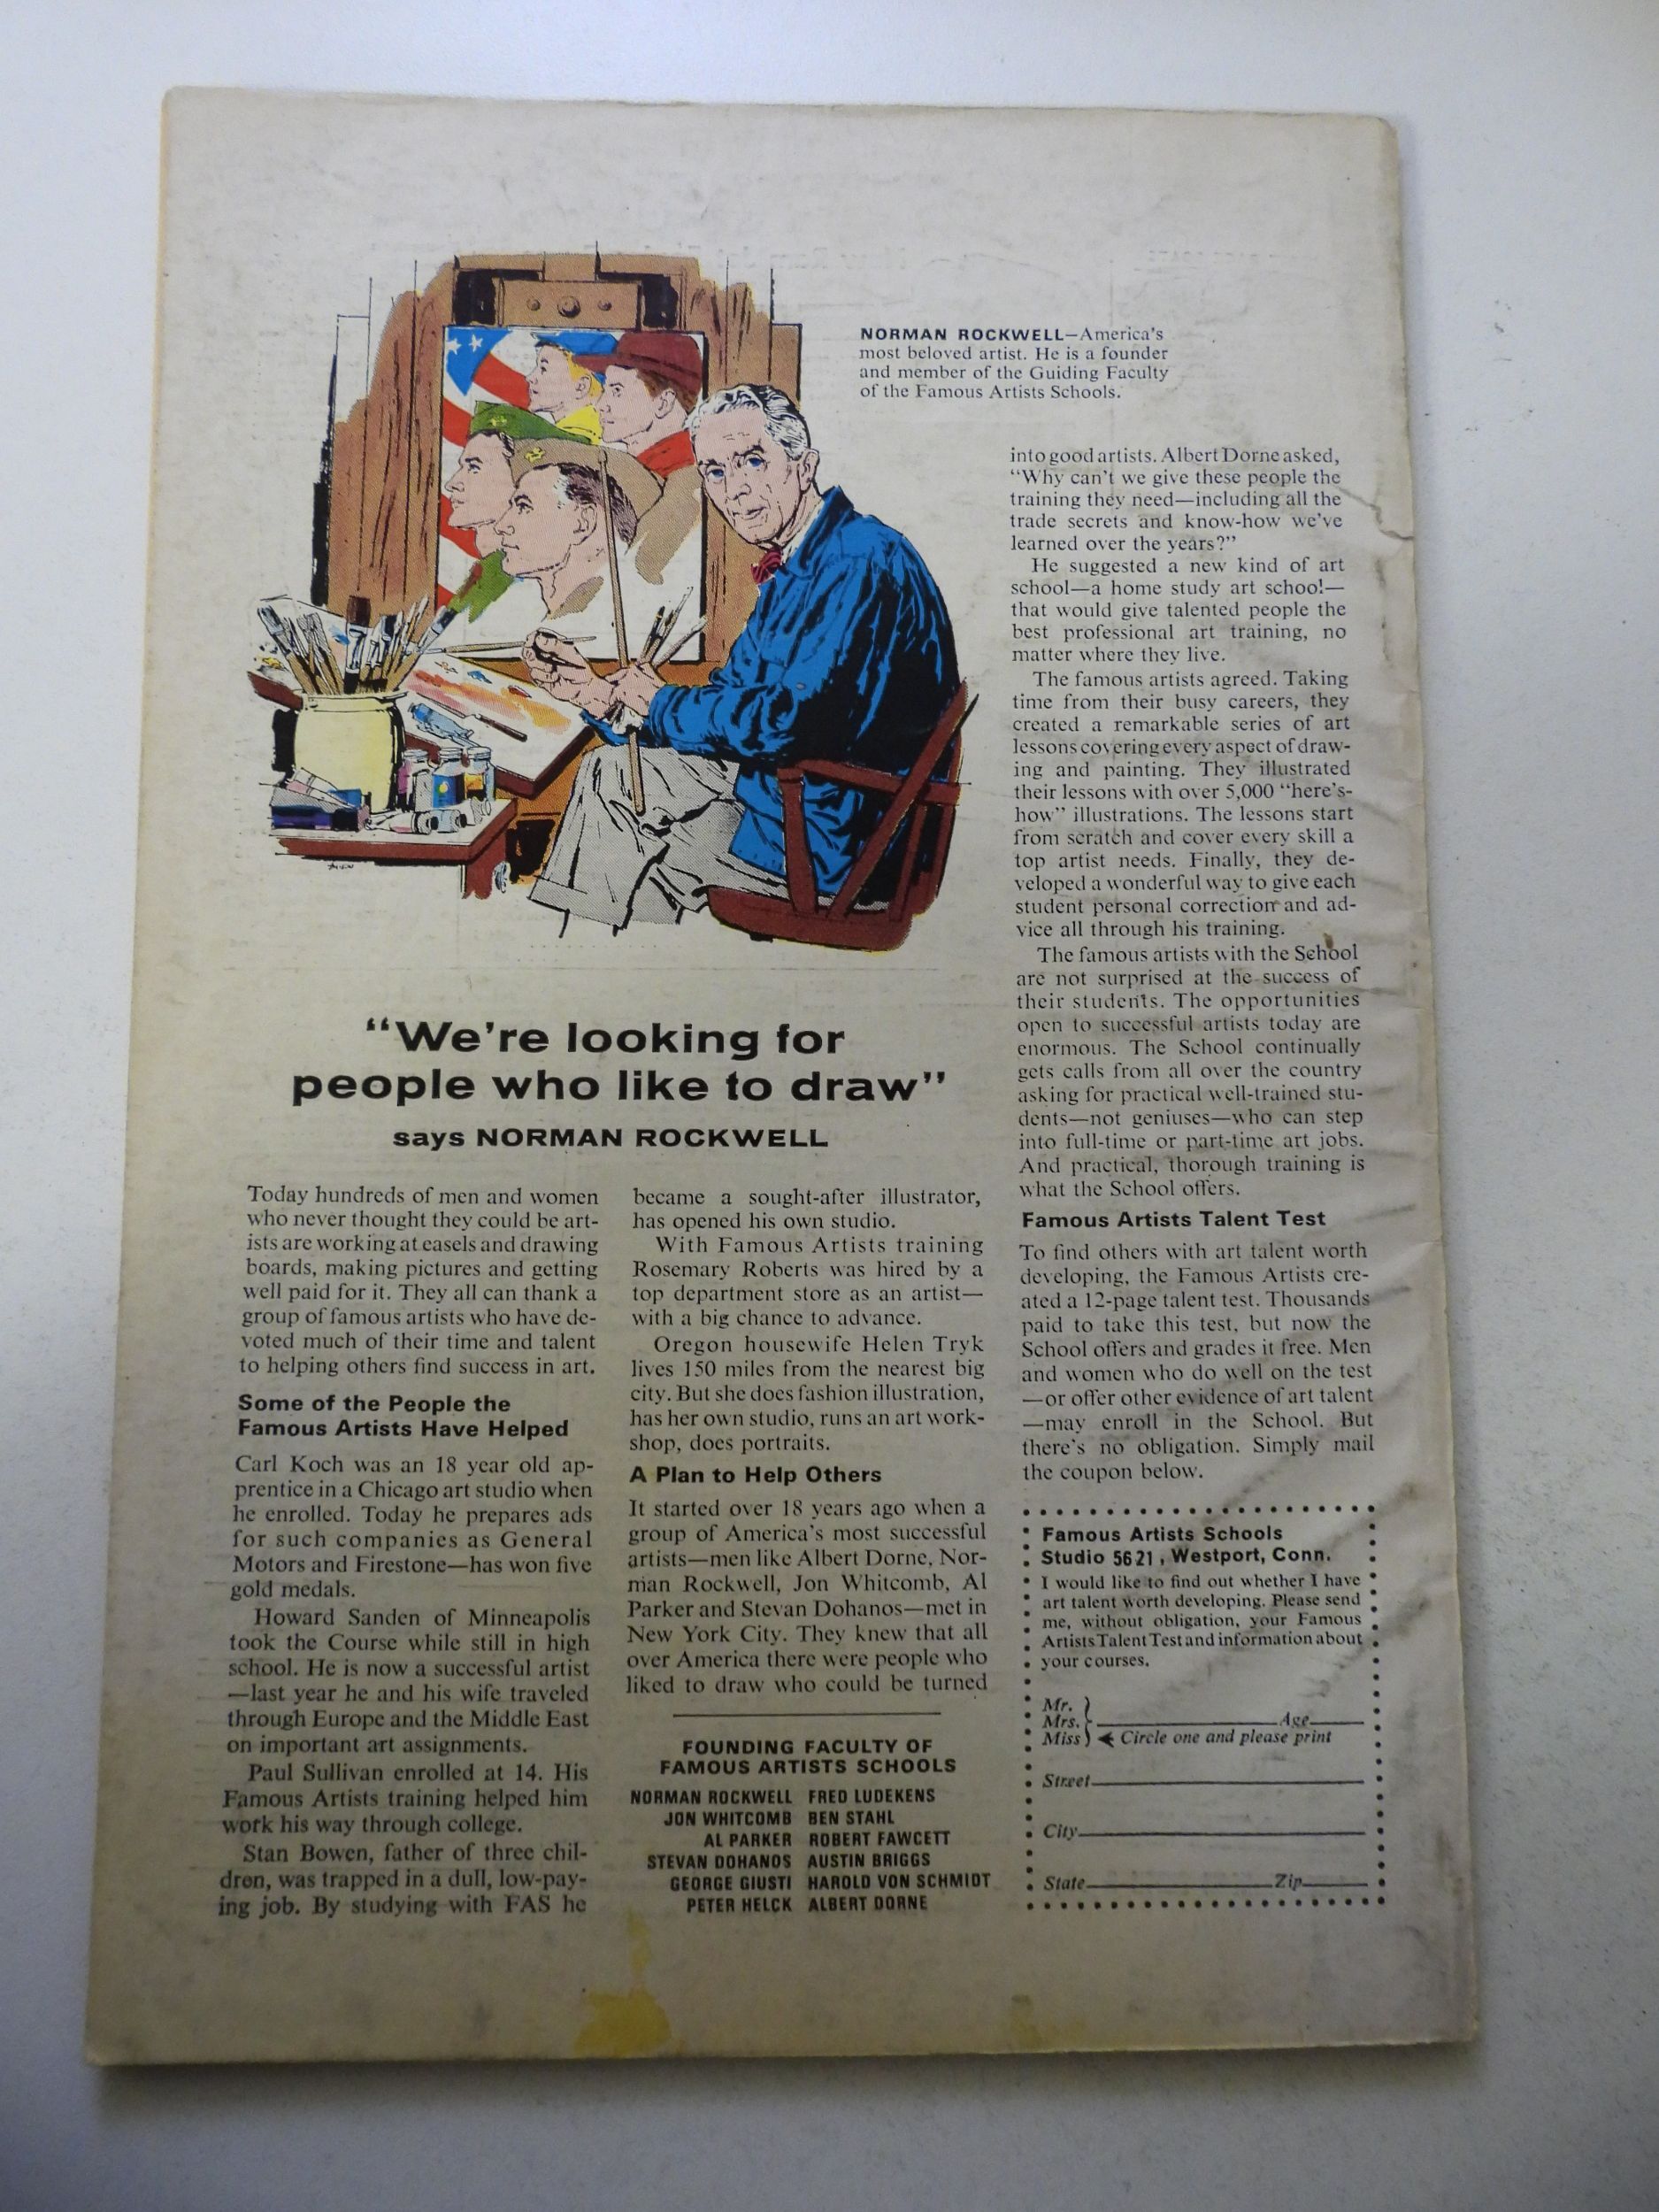 NORMAN ROCKWELL—America's
most beloved artist. He is a founder
and member of the Guiding Faculty
of the Famous Artists Schools.
"We're looking for
people who like to draw"
says NORMAN ROCKWELL
Today hundreds of men and women
who never thought they could be art-
ists are working at easels and drawing
boards, making pictures and getting
well paid for it. They all can thank a
group of famous artists who have de-
voted much of their time and talent
to helping others find success in art.
Some of the People the
Famous Artists Have Helped
Carl Koch was an 18 year old ap-
prentice in a Chicago art studio when
he enrolled. Today he prepares ads
for such companies as General
Motors and Firestone—has won five
gold medals.
Howard Sanden of Minneapolis
took the Course while still in high
school. He is now a successful artist
—last year he and his wife traveled
through Europe and the Middle East
on important art assignments.
Paul Sullivan enrolled at 14. His
Famous Artists training helped him
work his way through college.
Stan Bowen, father of three chil-
dren, was trapped in a dull, low-pay-
ing job. By studying with FAS he
became a sought-after illustrator,
has opened his own studio.
With Famous Artists training
Rosemary Roberts was hired by a
top department store as an artist—
with a big chance to advance.
Oregon housewife Helen Tryk
lives 150 miles from the nearest big
city. But she does fashion illustration,
has her own studio, runs an art work-
shop, does portraits.
A Plan to Help Others
It started over 18 years ago when a
group of America's most successful
artists—men like Albert Dorne, Nor-
man Rockwell, Jon Whitcomb, Al
Parker and Stevan Dohanos—met in
New York City. They knew that all
over America there were people who
liked to draw who could be turned
FOUNDING FACULTY OF
FAMOUS ARTISTS SCHOOLS
NORMAN ROCKWELL FRED LUDEKENS
JON WHITCOMB BEN STAHL
AL PARKER ROBERT FAWCETT
STEVAN DOHANOS AUSTIN BRIGGS
GEORGE GIUSTI HAROLD VON SCHMIDT
PETER HELCK ALBERT DORNE
into good artists. Albert Dorne asked,
"Why can't we give these people the
training they need—including all the
trade secrets and know-how we've
learned over the years?"
He suggested a new kind of art
school—a home study art school—
that would give talented people the
best professional art training, no
matter where they live.
The famous artists agreed. Taking
time from their busy careers, they
created a remarkable series of art
lessons covering every aspect of draw-
ing and painting. They illustrated
their lessons with over 5,000 "here's-
how" illustrations. The lessons start
from scratch and cover every skill a
top artist needs. Finally, they de-
veloped a wonderful way to give each
student personal correction and ad-
vice all through his training.
The famous artists with the School
are not surprised at the success of
their students. The opportunities
open to successful artists today are
enormous. The School continually
gets calls from all over the country
asking for practical well-trained stu-
dents—not geniuses—who can step
into full-time or part-time art jobs.
And practical, thorough training is
what the School offers.
Famous Artists Talent Test
To find others with art talent worth
developing, the Famous Artists cre-
ated a 12-page talent test. Thousands
paid to take this test, but now the
School offers and grades it free. Men
and women who do well on the test
—or offer other evidence of art talent
—may enroll in the School. But
there's no obligation. Simply mail
the coupon below.
Famous Artists Schools
Studio 5621, Westport, Conn.
I would like to find out whether I have
art talent worth developing. Please send
me, without obligation, your Famous
Artists Talent Test and information about
your courses.
Mr.
Mrs. Age
Miss Circle one and please print
Street
City
State Zip